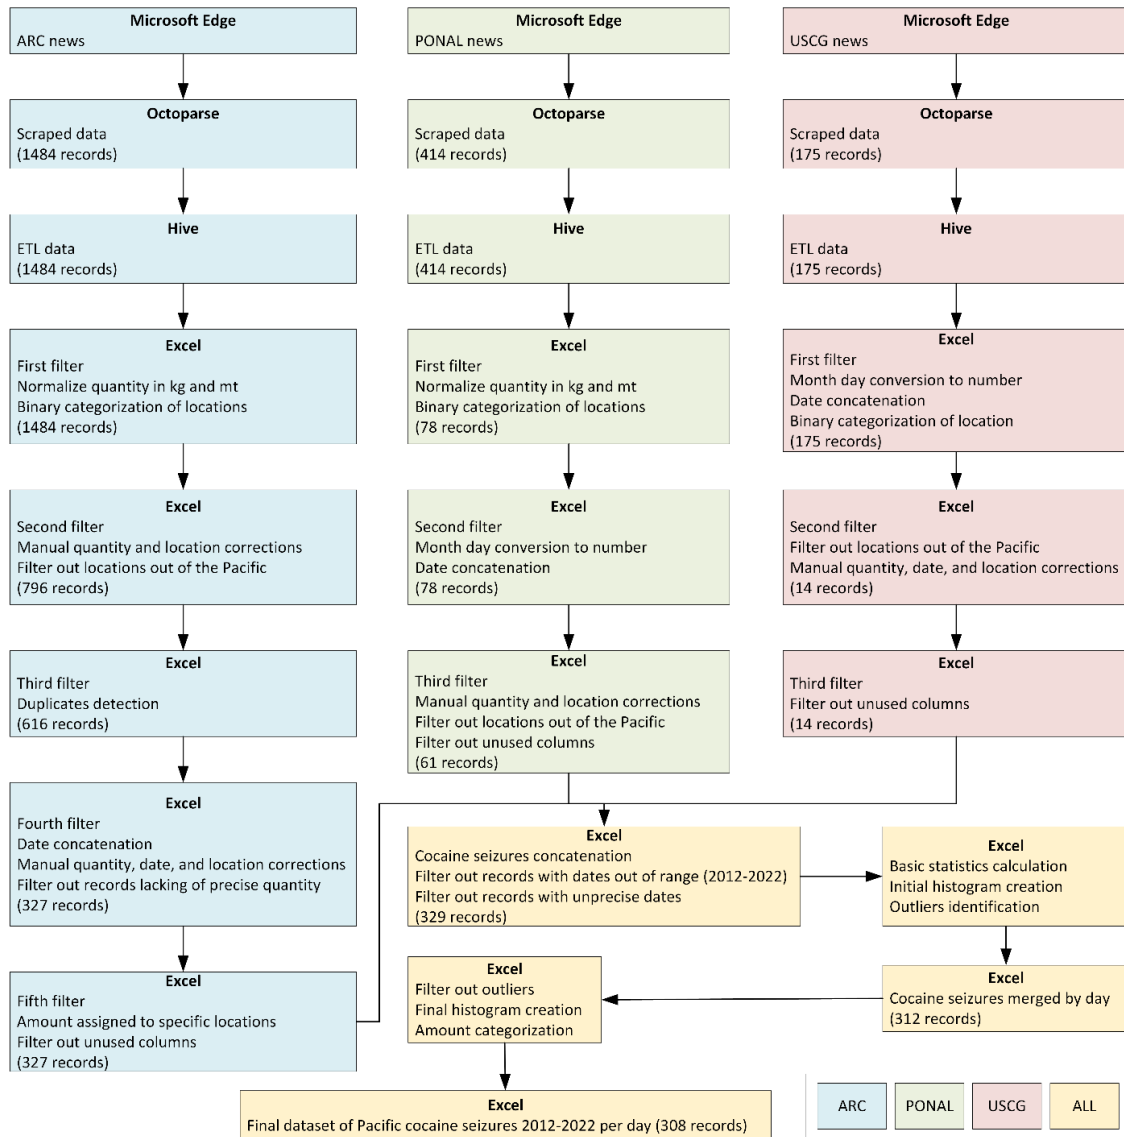 Microsoft Edge
ARC news
Octoparse
Scraped data
(1484 records)
Hive
ETL data
(1484 records)
Excel
First filter
Normalize quantity in kg and mt
Binary categorization of locations
(1484 records)
Excel
Second filter
Manual quantity and location corrections
Filter out locations out of the Pacific
(796 records)
Excel
Third filter
Duplicates detection
(616 records)
Excel
Fourth filter
Date concatenation
Manual quantity, date, and location corrections
Filter out records lacking of precise quantity
(327 records)
Excel
Fifth filter
Amount assigned to specific locations
Filter out unused columns
(327 records)
Microsoft Edge
PONAL news
Octoparse
Scraped data
(414 records)
Hive
ETL data
(414 records)
Excel
First filter
Normalize quantity in kg and mt
Binary categorization of locations
(78 records)
Excel
Second filter
Month day conversion to number
Date concatenation
(78 records)
Excel
Third filter
Manual quantity and location corrections
Filter out locations out of the Pacific
Filter out unused columns
(61 records)
Microsoft Edge
USCG news
Octoparse
Scraped data
(175 records)
Hive
ETL data
(175 records)
Excel
First filter
Month day conversion to number
Date concatenation
Binary categorization of location
(175 records)
Excel
Second filter
Filter out locations out of the Pacific
Manual quantity, date, and location corrections
(14 records)
Excel
Third filter
Filter out unused columns
(14 records)
Excel
Cocaine seizures concatenation
Filter out records with dates out of range (2012-2022)
Filter out records with unprecise dates
(329 records)
Excel
Basic statistics calculation
Initial histogram creation
Outliers identification
Excel
Cocaine seizures merged by day
(312 records)
Excel
Filter out outliers
Final histogram creation
Amount categorization
Excel
Final dataset of Pacific cocaine seizures 2012-2022 per day (308 records)
ARC
PONAL
USCG
ALL